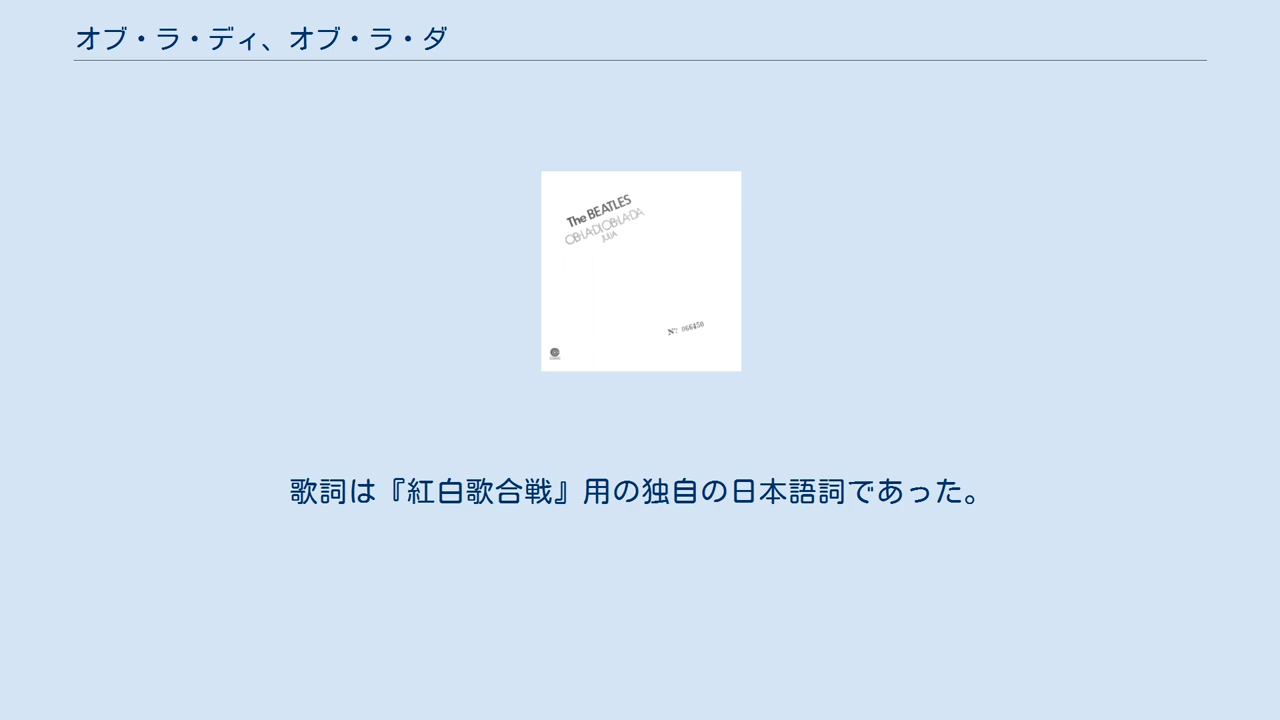 オブ・ラ・ディ、オブ・ラ・ダ
The BEATLES
OB-LA-DI, OB-LA-DA
JULIA
Nº 066450
歌詞は『紅白歌合戦』用の独自の日本語詞であった。